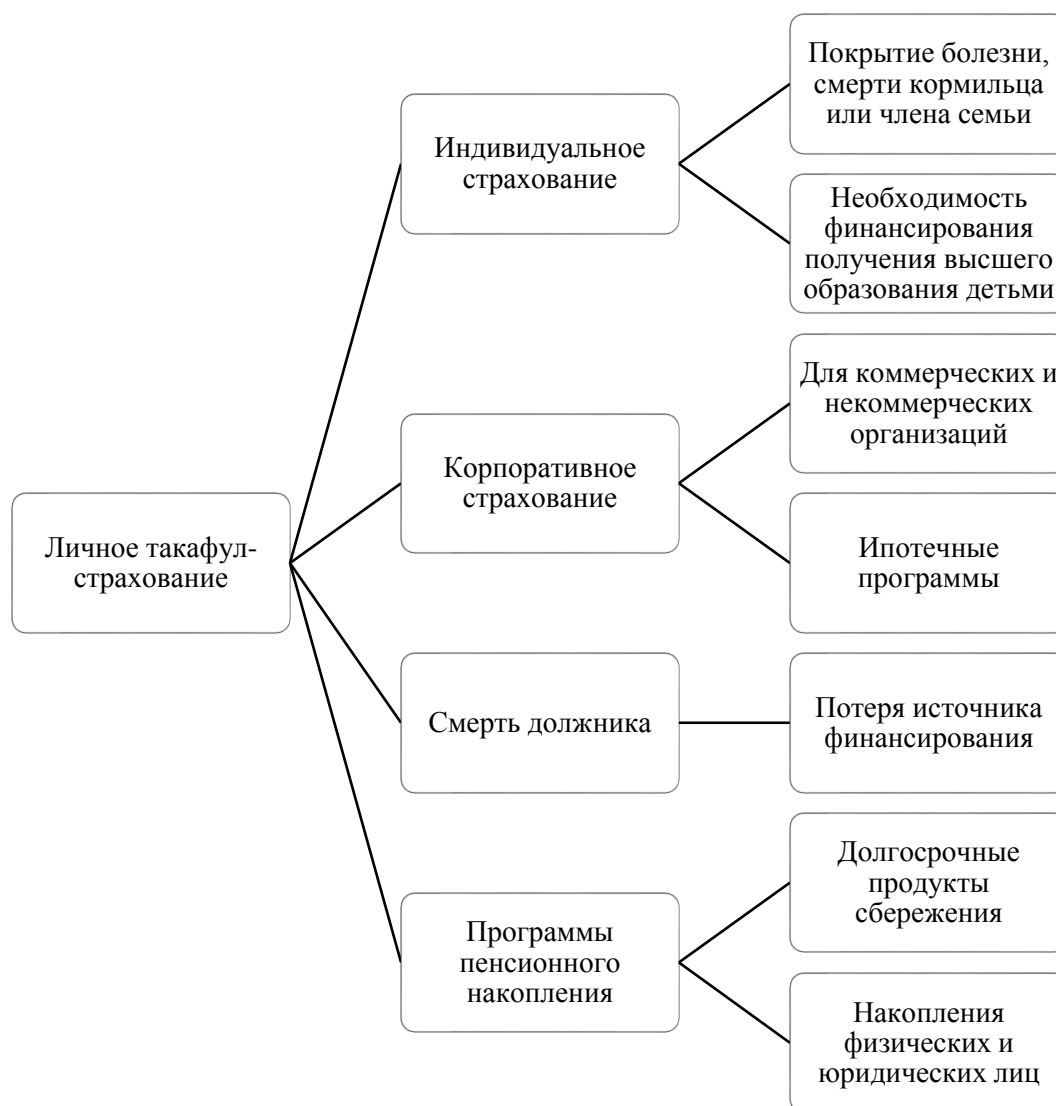 Покрытие болезни,
смерти кормильца
или члена семьи
Индивидуальное
страхование
Необходимость
финансирования
получения высшего
образования детьми
Для коммерческих и
некоммерческих
организаций
Корпоративное
страхование
Ипотечные
программы
Личное такафул-
страхование
Смерть должника
Потеря источника
финансирования
Долгосрочные
продукты
сбережения
Программы
пенсионного
накопления
Накопления
физических и
юридических лиц